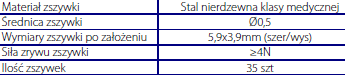 Materiał zszywki Stal nierdzewna klasy medycznej
Średnica zszywki Ø0,5
Wymiary zszywki po założeniu 5,9x3,9mm (szer/wys)
Siła zrywu zszywki ≥4N
Ilość zszywek 35 szt